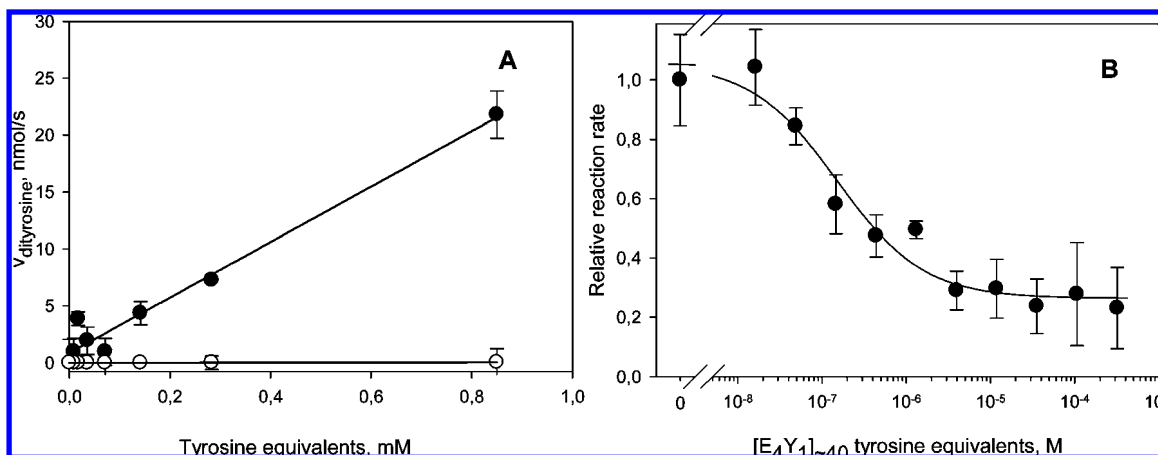 A
B
v_dityrosine, nmol/s
30
25
20
15
10
5
0
0,0 0,2 0,4 0,6 0,8 1,0
Tyrosine equivalents, mM
Relative reaction rate
1,0
0,8
0,6
0,4
0,2
0,0
0 10⁻⁸ 10⁻⁷ 10⁻⁶ 10⁻⁵ 10⁻⁴
[E₄Y₁]~₄₀ tyrosine equivalents, M